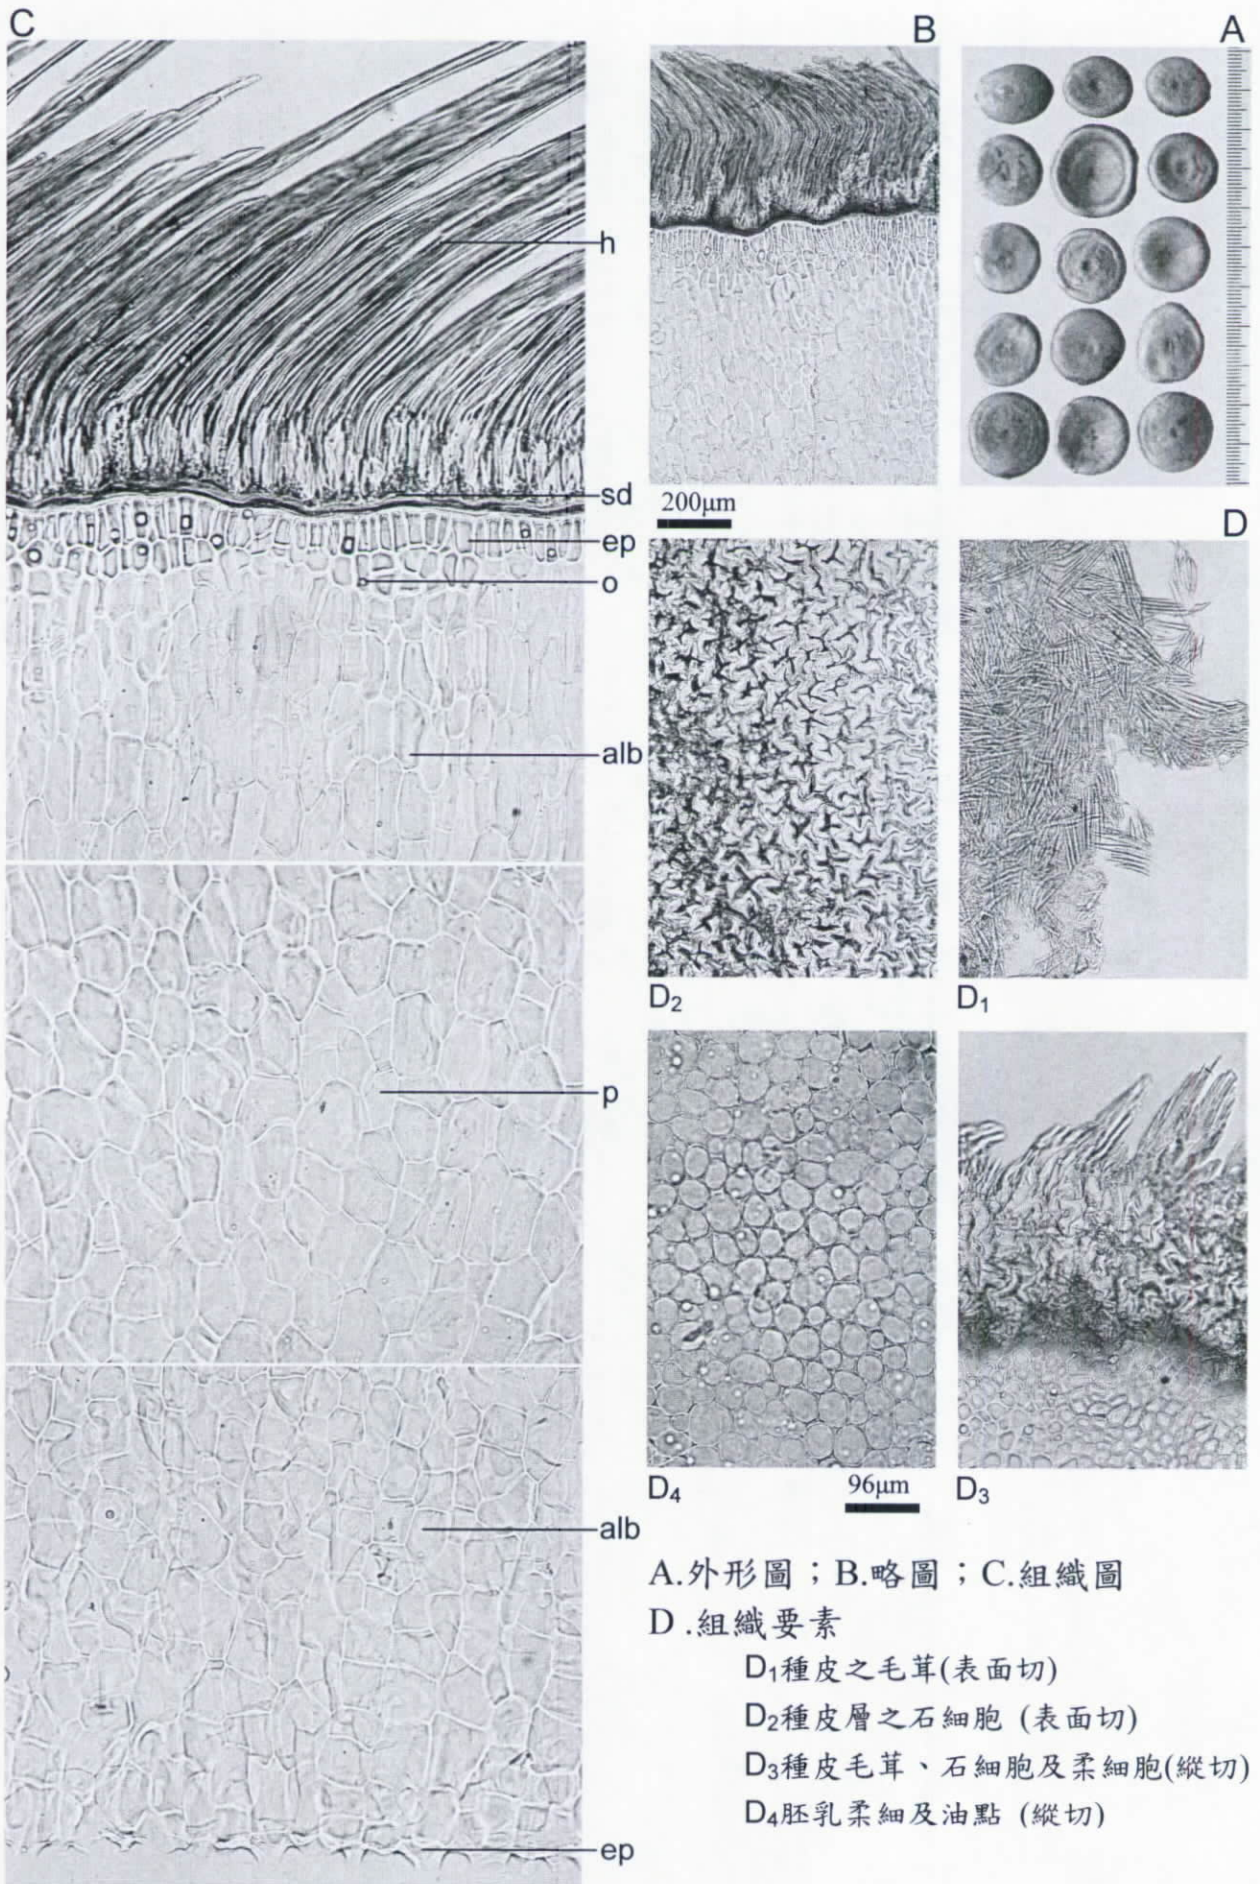 C
B
A
h
sd
ep
o
alb
p
alb
ep
200μm
D
D₂
D₁
D₄
96μm
D₃
A.外形圖；B.略圖；C.組織圖
D .組織要素
D₁種皮之毛茸(表面切)
D₂種皮層之石細胞 (表面切)
D₃種皮毛茸、石細胞及柔細胞(縱切)
D₄胚乳柔細及油點 (縱切)